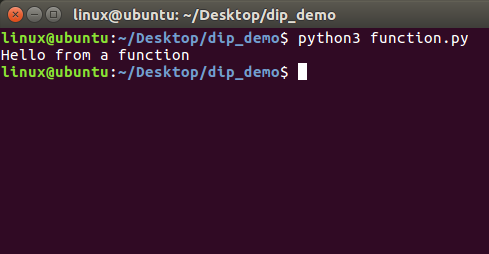 linux@ubuntu: ~/Desktop/dip_demo
linux@ubuntu:~/Desktop/dip_demo$ python3 function.py
Hello from a function
linux@ubuntu:~/Desktop/dip_demo$